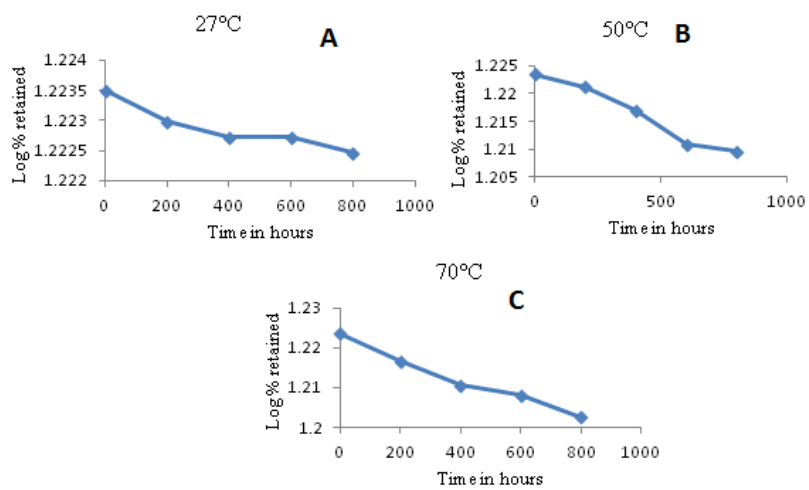 27°C
A
1.224
1.2235
1.223
1.2225
1.222
Log% retained
0 200 400 600 800 1000
Time in hours
50°C
B
1.225
1.22
1.215
1.21
1.205
Log% retained
0 500 1000
Time in hours
70°C
C
1.23
1.22
1.21
1.2
Log% retained
0 200 400 600 800 1000
Time in hours